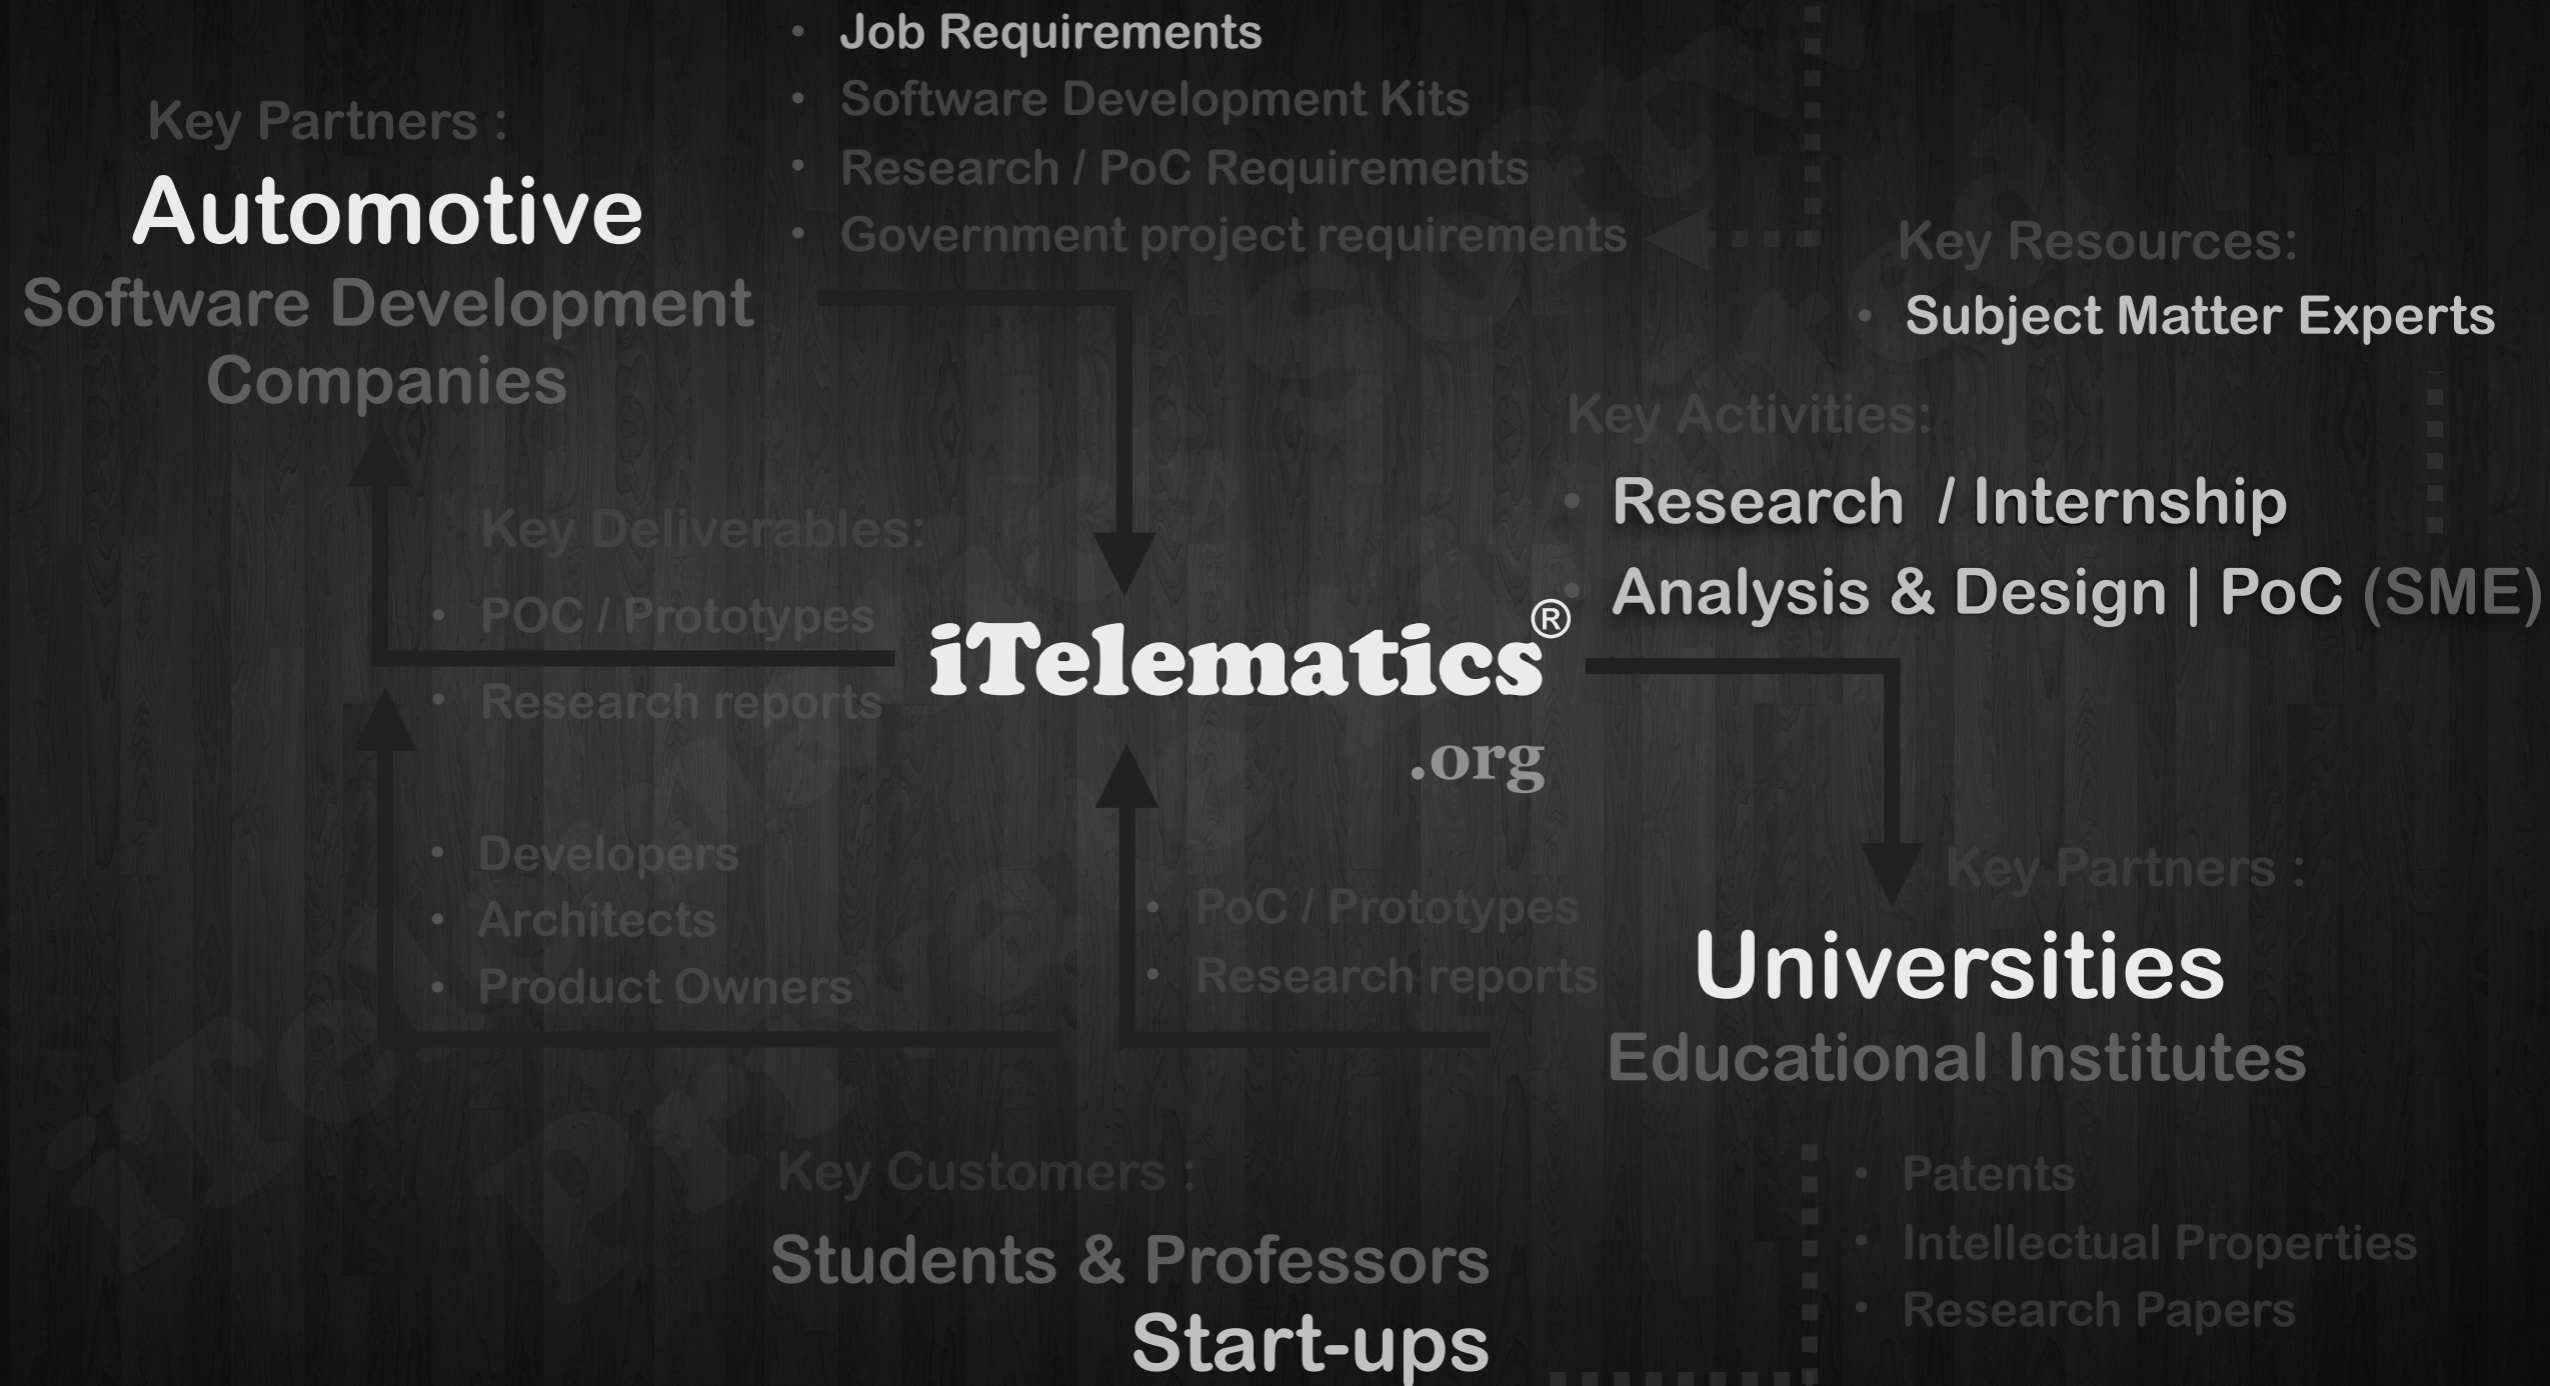 • Job Requirements
• Software Development Kits
• Research / PoC Requirements
• Government project requirements
Key Partners :
Automotive
Software Development
Companies
Key Resources:
• Subject Matter Experts
Key Activities:
• Research / Internship
• Analysis & Design | PoC (SME)
Key Deliverables:
• POC / Prototypes
• Research reports
iTelematics®
.org
• Developers
• Architects
• Product Owners
• PoC / Prototypes
• Research reports
Key Partners :
Universities
Educational Institutes
Key Customers :
Students & Professors
Start-ups
• Patents
• Intellectual Properties
• Research Papers